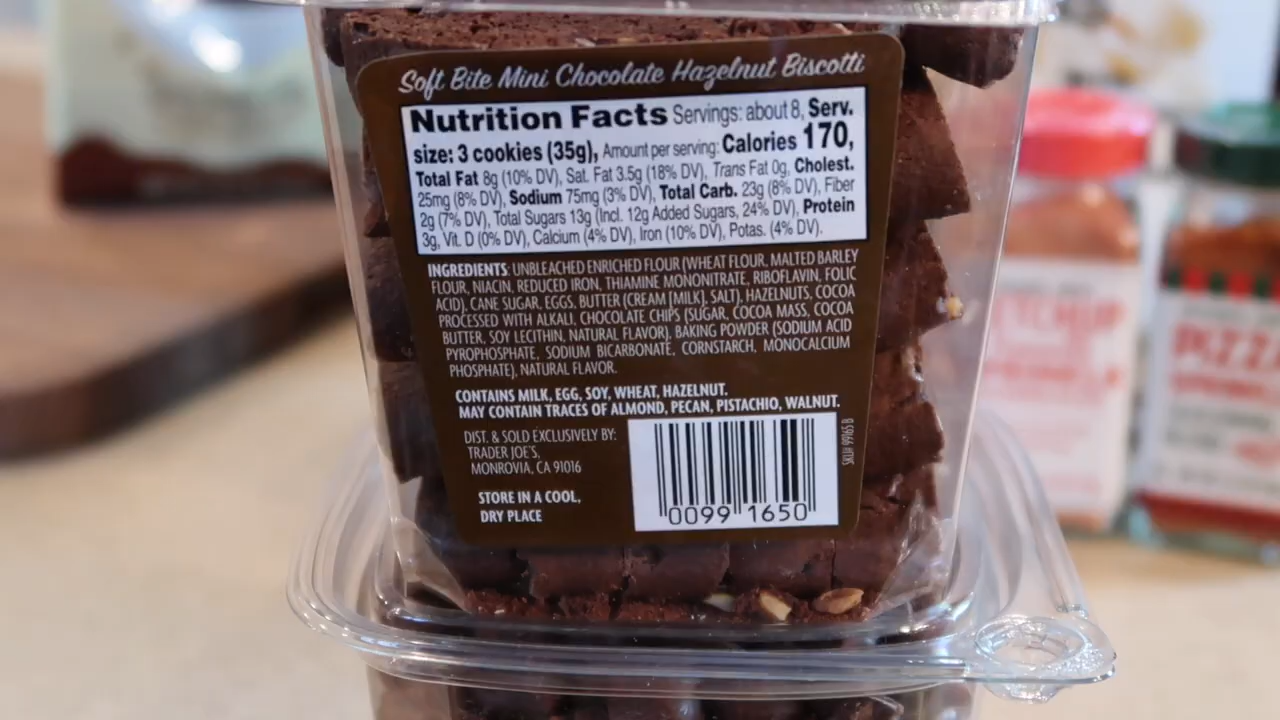 Soft Bite Mini Chocolate Hazelnut Biscotti
Nutrition Facts Servings: about 8, Serv.
size: 3 cookies (35g), Amount per serving: Calories 170,
Total Fat 8g (10% DV), Sat. Fat 3.5g (18% DV), Trans Fat 0g, Cholest.
25mg (8% DV), Sodium 75mg (3% DV), Total Carb. 23g (8% DV), Fiber
2g (7% DV), Total Sugars 13g (Incl. 12g Added Sugars, 24% DV), Protein
3g, Vit. D (0% DV), Calcium (4% DV), Iron (10% DV), Potas. (4% DV).
INGREDIENTS: UNBLEACHED ENRICHED FLOUR (WHEAT FLOUR, MALTED BARLEY
FLOUR, NIACIN, REDUCED IRON, THIAMINE MONONITRATE, RIBOFLAVIN, FOLIC
ACID), CANE SUGAR, EGGS, BUTTER (CREAM [MILK], SALT), HAZELNUTS, COCOA
PROCESSED WITH ALKALI, CHOCOLATE CHIPS (SUGAR, COCOA MASS, COCOA
BUTTER, SOY LECITHIN, NATURAL FLAVOR), BAKING POWDER (SODIUM ACID
PYROPHOSPHATE, SODIUM BICARBONATE, CORNSTARCH, MONOCALCIUM
PHOSPHATE), NATURAL FLAVOR.
CONTAINS MILK, EGG, SOY, WHEAT, HAZELNUT.
MAY CONTAIN TRACES OF ALMOND, PECAN, PISTACHIO, WALNUT.
DIST. & SOLD EXCLUSIVELY BY:
TRADER JOE'S,
MONROVIA, CA 91016
STORE IN A COOL,
DRY PLACE
0099 1650
SKU# 99165 B